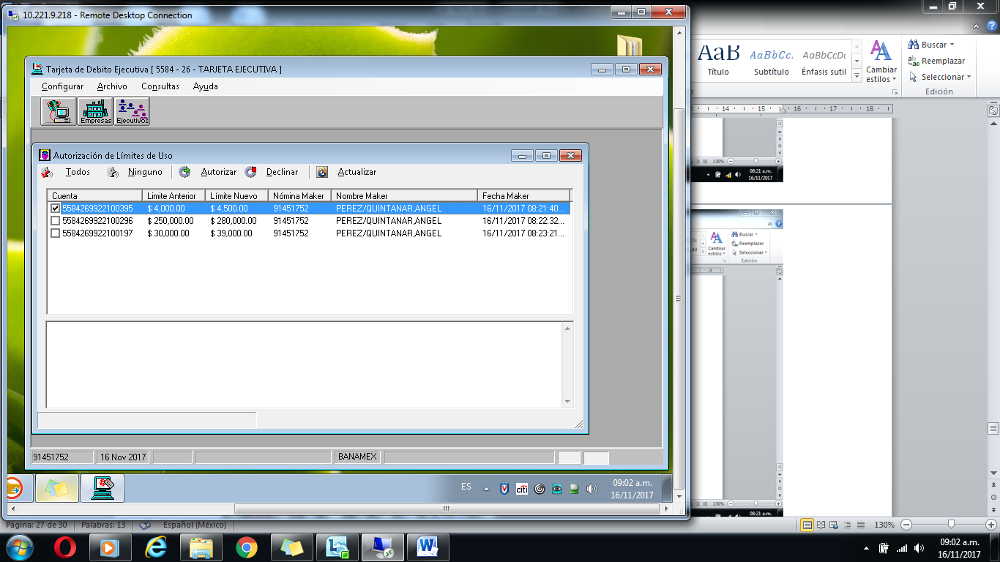 10.221.9.218 - Remote Desktop Connection
Tarjeta de Debito Ejecutiva [ 5584 - 26 - TARJETA EJECUTIVA ]
Configurar Archivo Consultas Ayuda
Empresas Ejecutivos
Autorización de Límites de Uso
Todos Ninguno Autorizar Declinar Actualizar
Cuenta Limite Anterior Límite Nuevo Nómina Maker Nombre Maker Fecha Maker
5584269922100395 $ 4,000.00 $ 4,500.00 91451752 PEREZ/QUINTANAR,ANGEL 16/11/2017 08:21:40...
5584269922100296 $ 250,000.00 $ 280,000.00 91451752 PEREZ/QUINTANAR,ANGEL 16/11/2017 08:22:32...
5584269922100197 $ 30,000.00 $ 39,000.00 91451752 PEREZ/QUINTANAR,ANGEL 16/11/2017 08:23:21...
91451752 16 Nov 2017 BANAMEX
ES citi 09:02 a.m.
16/11/2017
AaB AaBbCc. AaBbCcDc
Título Subtítulo Énfasis sutil
Cambiar
estilos
Buscar
Reemplazar
Seleccionar
Edición
13 14 15 16 17 18
130%
08:21 a.m.
16/11/2017
Cambiar
estilos
Buscar
Reemplazar
Seleccionar
Edición
130%
08:21 a.m.
Página: 27 de 30 Palabras: 13 Español (México) 130%
09:02 a.m.
16/11/2017